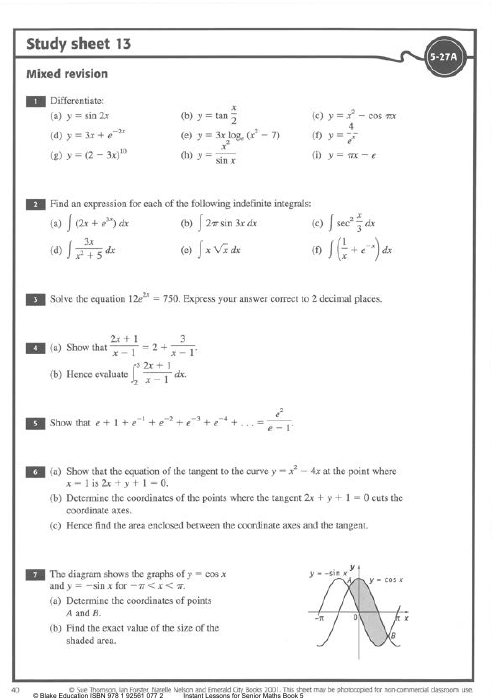 Study sheet 13
5-27A
Mixed revision
1 Differentiate:
(a) y = sin 2x (b) y = tan x/2 (c) y = x² − cos πx
(d) y = 3x + e⁻²ˣ (e) y = 3x logₑ (x² − 7) (f) y = 4/eˣ
(g) y = (2 − 3x)¹⁰ (h) y = x²/sin x (i) y = πx − e
2 Find an expression for each of the following indefinite integrals:
(a) ∫ (2x + e³ˣ) dx (b) ∫ 2π sin 3x dx (c) ∫ sec² x/3 dx
(d) ∫ 3x/(x² + 5) dx (e) ∫ x √x dx (f) ∫ (1/x + e⁻ˣ) dx
3 Solve the equation 12e²ˣ = 750. Express your answer correct to 2 decimal places.
4 (a) Show that (2x + 1)/(x − 1) = 2 + 3/(x − 1).
(b) Hence evaluate ∫₂³ (2x + 1)/(x − 1) dx.
5 Show that e + 1 + e⁻¹ + e⁻² + e⁻³ + e⁻⁴ + ... = e²/(e − 1)
6 (a) Show that the equation of the tangent to the curve y = x² − 4x at the point where
x = 1 is 2x + y + 1 = 0.
(b) Determine the coordinates of the points where the tangent 2x + y + 1 = 0 cuts the
coordinate axes.
(c) Hence find the area enclosed between the coordinate axes and the tangent.
7 The diagram shows the graphs of y = cos x
and y = −sin x for −π < x < π.
(a) Determine the coordinates of points
A and B.
(b) Find the exact value of the size of the
shaded area.
y
y = −sin x
A
y = cos x
−π
0
π x
B
40
© Sue Thomson, Ian Forster, Narelle Nelson and Emerald City Books 2001. This sheet may be photocopied for non-commercial classroom use.
© Blake Education ISBN 978 1 92561 077 2 Instant Lessons for Senior Maths Book 5